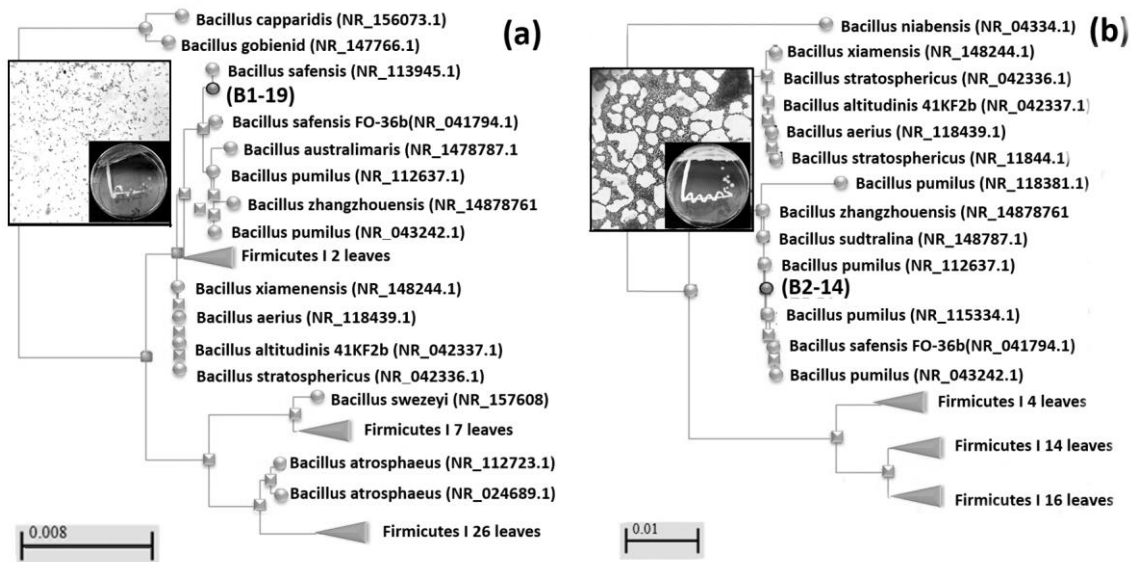 (a)
Bacillus capparidis (NR_156073.1)
Bacillus gobienid (NR_147766.1)
Bacillus safensis (NR_113945.1)
(B1-19)
Bacillus safensis FO-36b(NR_041794.1)
Bacillus australimaris (NR_1478787.1
Bacillus pumilus (NR_112637.1)
Bacillus zhangzhouensis (NR_14878761
Bacillus pumilus (NR_043242.1)
Firmicutes I 2 leaves
Bacillus xiamenensis (NR_148244.1)
Bacillus aerius (NR_118439.1)
Bacillus altitudinis 41KF2b (NR_042337.1)
Bacillus stratosphericus (NR_042336.1)
Bacillus swezeyi (NR_157608)
Firmicutes I 7 leaves
Bacillus atrosphaeus (NR_112723.1)
Bacillus atrosphaeus (NR_024689.1)
Firmicutes I 26 leaves
0.008
(b)
Bacillus niabensis (NR_04334.1)
Bacillus xiamensis (NR_148244.1)
Bacillus stratosphericus (NR_042336.1)
Bacillus altitudinis 41KF2b (NR_042337.1)
Bacillus aerius (NR_118439.1)
Bacillus stratosphericus (NR_11844.1)
Bacillus pumilus (NR_118381.1)
Bacillus zhangzhouensis (NR_14878761
Bacillus sudtralina (NR_148787.1)
Bacillus pumilus (NR_112637.1)
(B2-14)
Bacillus pumilus (NR_115334.1)
Bacillus safensis FO-36b(NR_041794.1)
Bacillus pumilus (NR_043242.1)
Firmicutes I 4 leaves
Firmicutes I 14 leaves
Firmicutes I 16 leaves
0.01